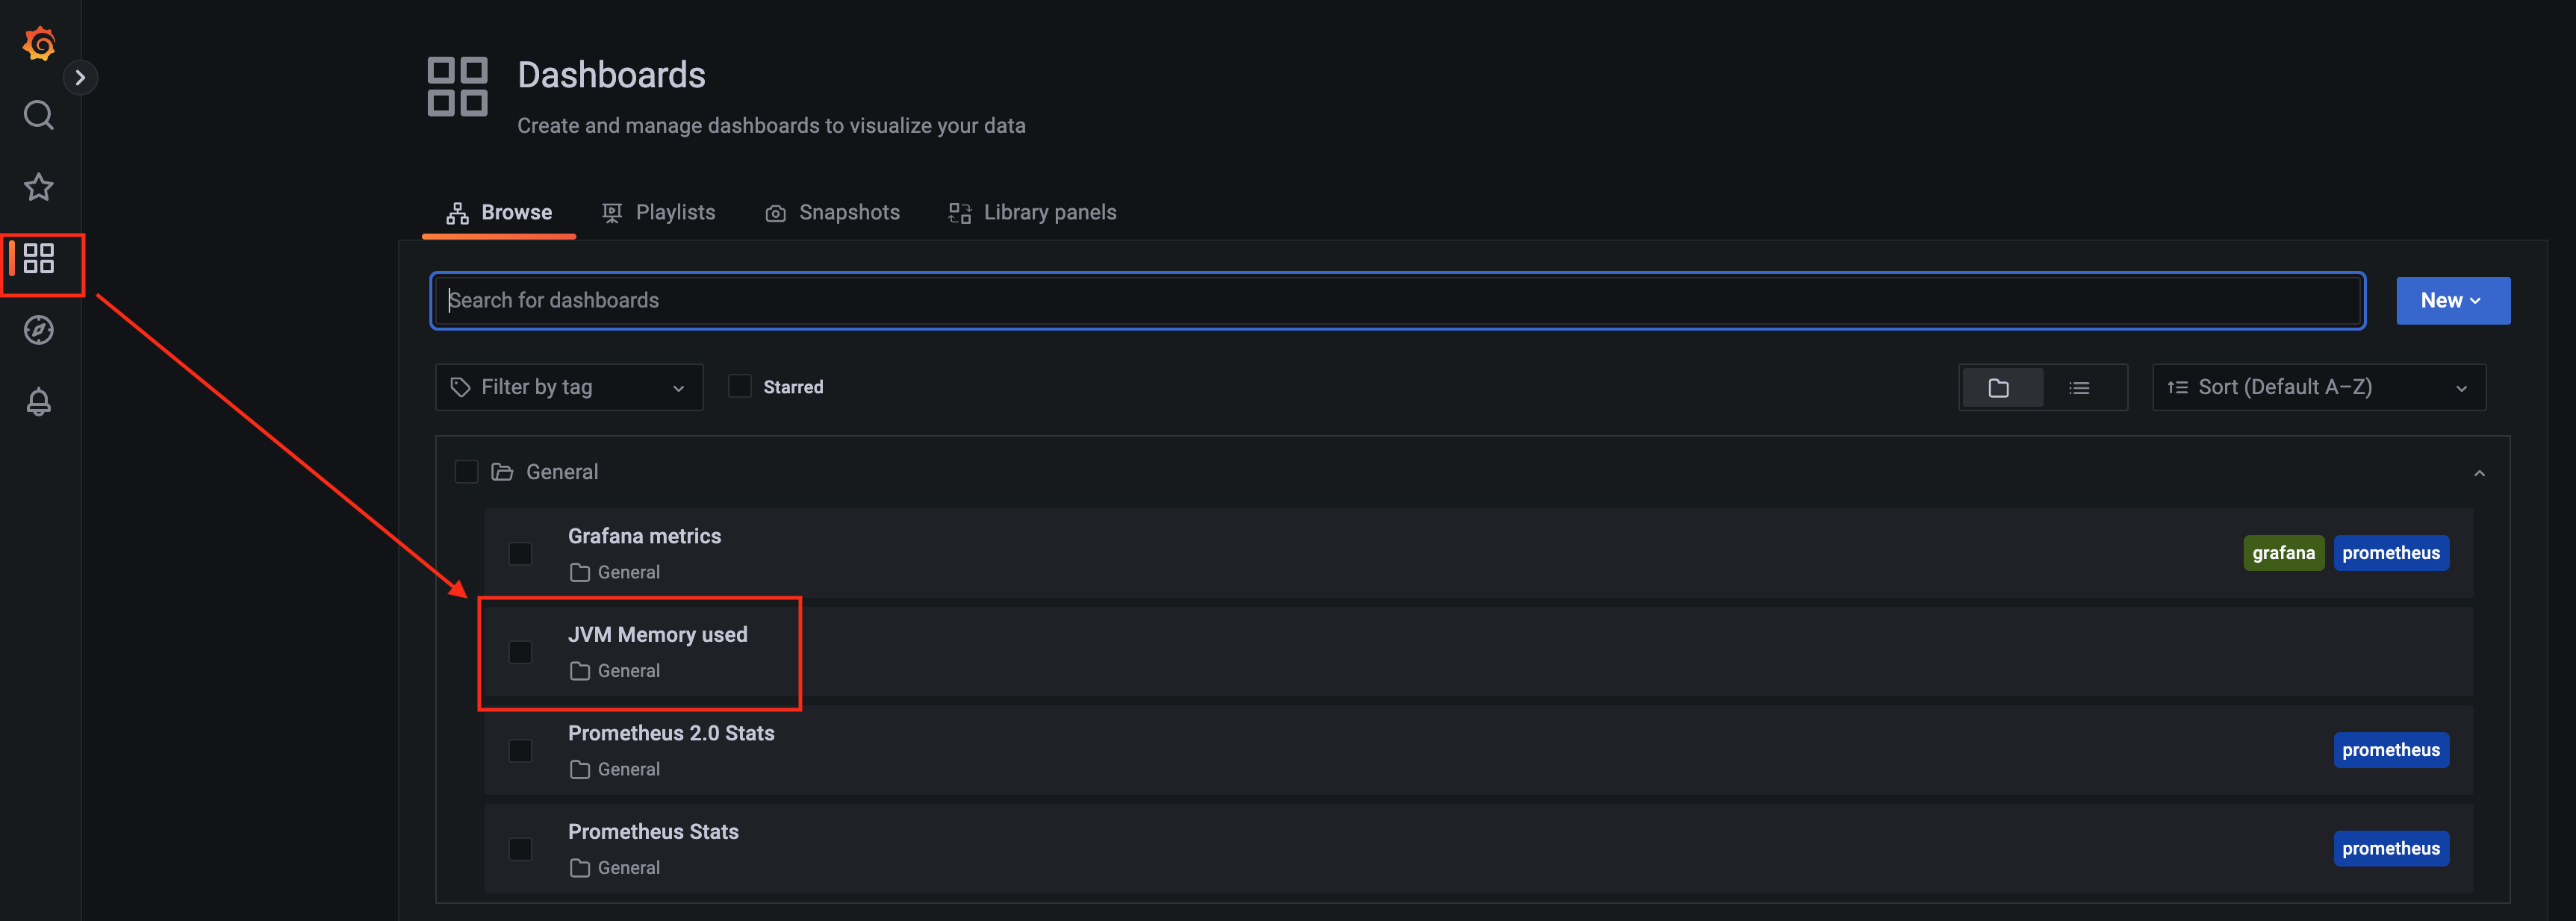 Dashboards
Create and manage dashboards to visualize your data
Browse Playlists Snapshots Library panels
Search for dashboards New
Filter by tag Starred Sort (Default A–Z)
General
Grafana metrics
General
grafana prometheus
JVM Memory used
General
Prometheus 2.0 Stats
General
prometheus
Prometheus Stats
General
prometheus